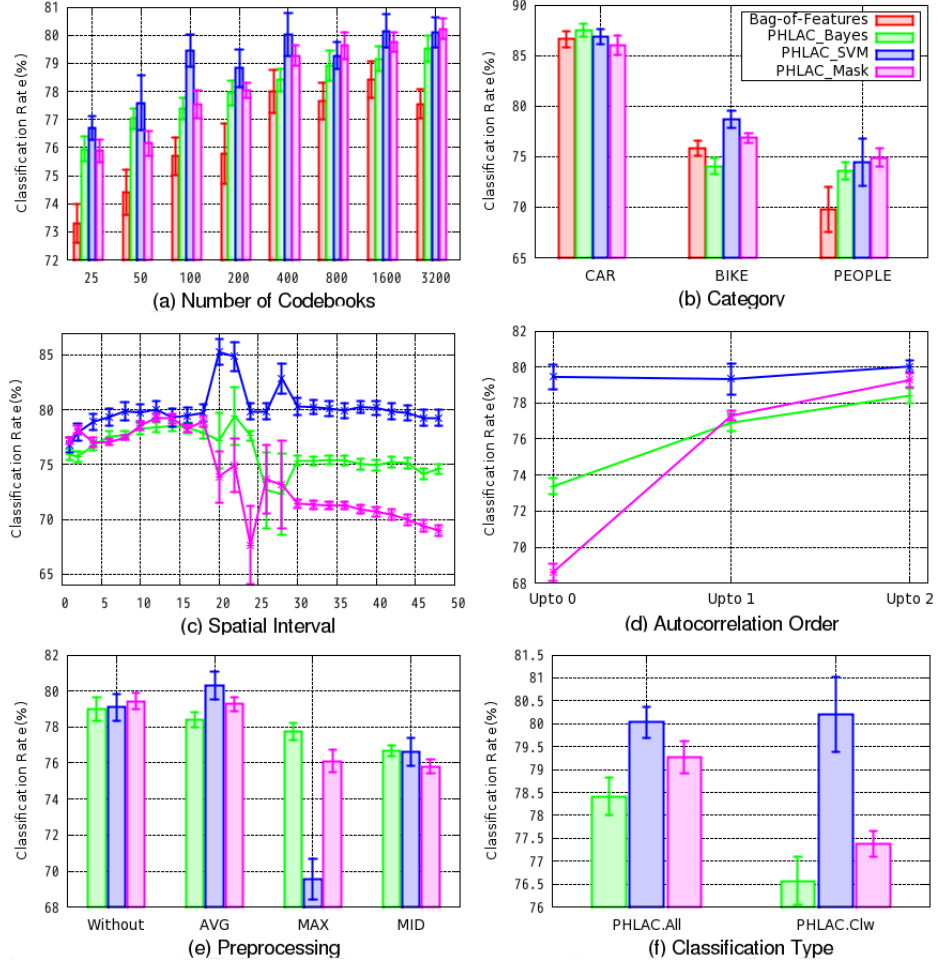 81
80
79
78
77
76
75
74
73
72
Classification Rate(%)
25 50 100 200 400 800 1600 3200
(a) Number of Codebooks
90
85
80
75
70
65
Classification Rate(%)
Bag-of-Features
PHLAC_Bayes
PHLAC_SVM
PHLAC_Mask
CAR BIKE PEOPLE
(b) Category
85
80
75
70
65
Classification Rate(%)
0 5 10 15 20 25 30 35 40 45 50
(c) Spatial Interval
82
80
78
76
74
72
70
68
Classification Rate(%)
Upto 0 Upto 1 Upto 2
(d) Autocorrelation Order
82
80
78
76
74
72
70
68
Classification Rate(%)
Without AVG MAX MID
(e) Preprocessing
81.5
81
80.5
80
79.5
79
78.5
78
77.5
77
76.5
76
Classification Rate(%)
PHLAC.All PHLAC.Clw
(f) Classification Type